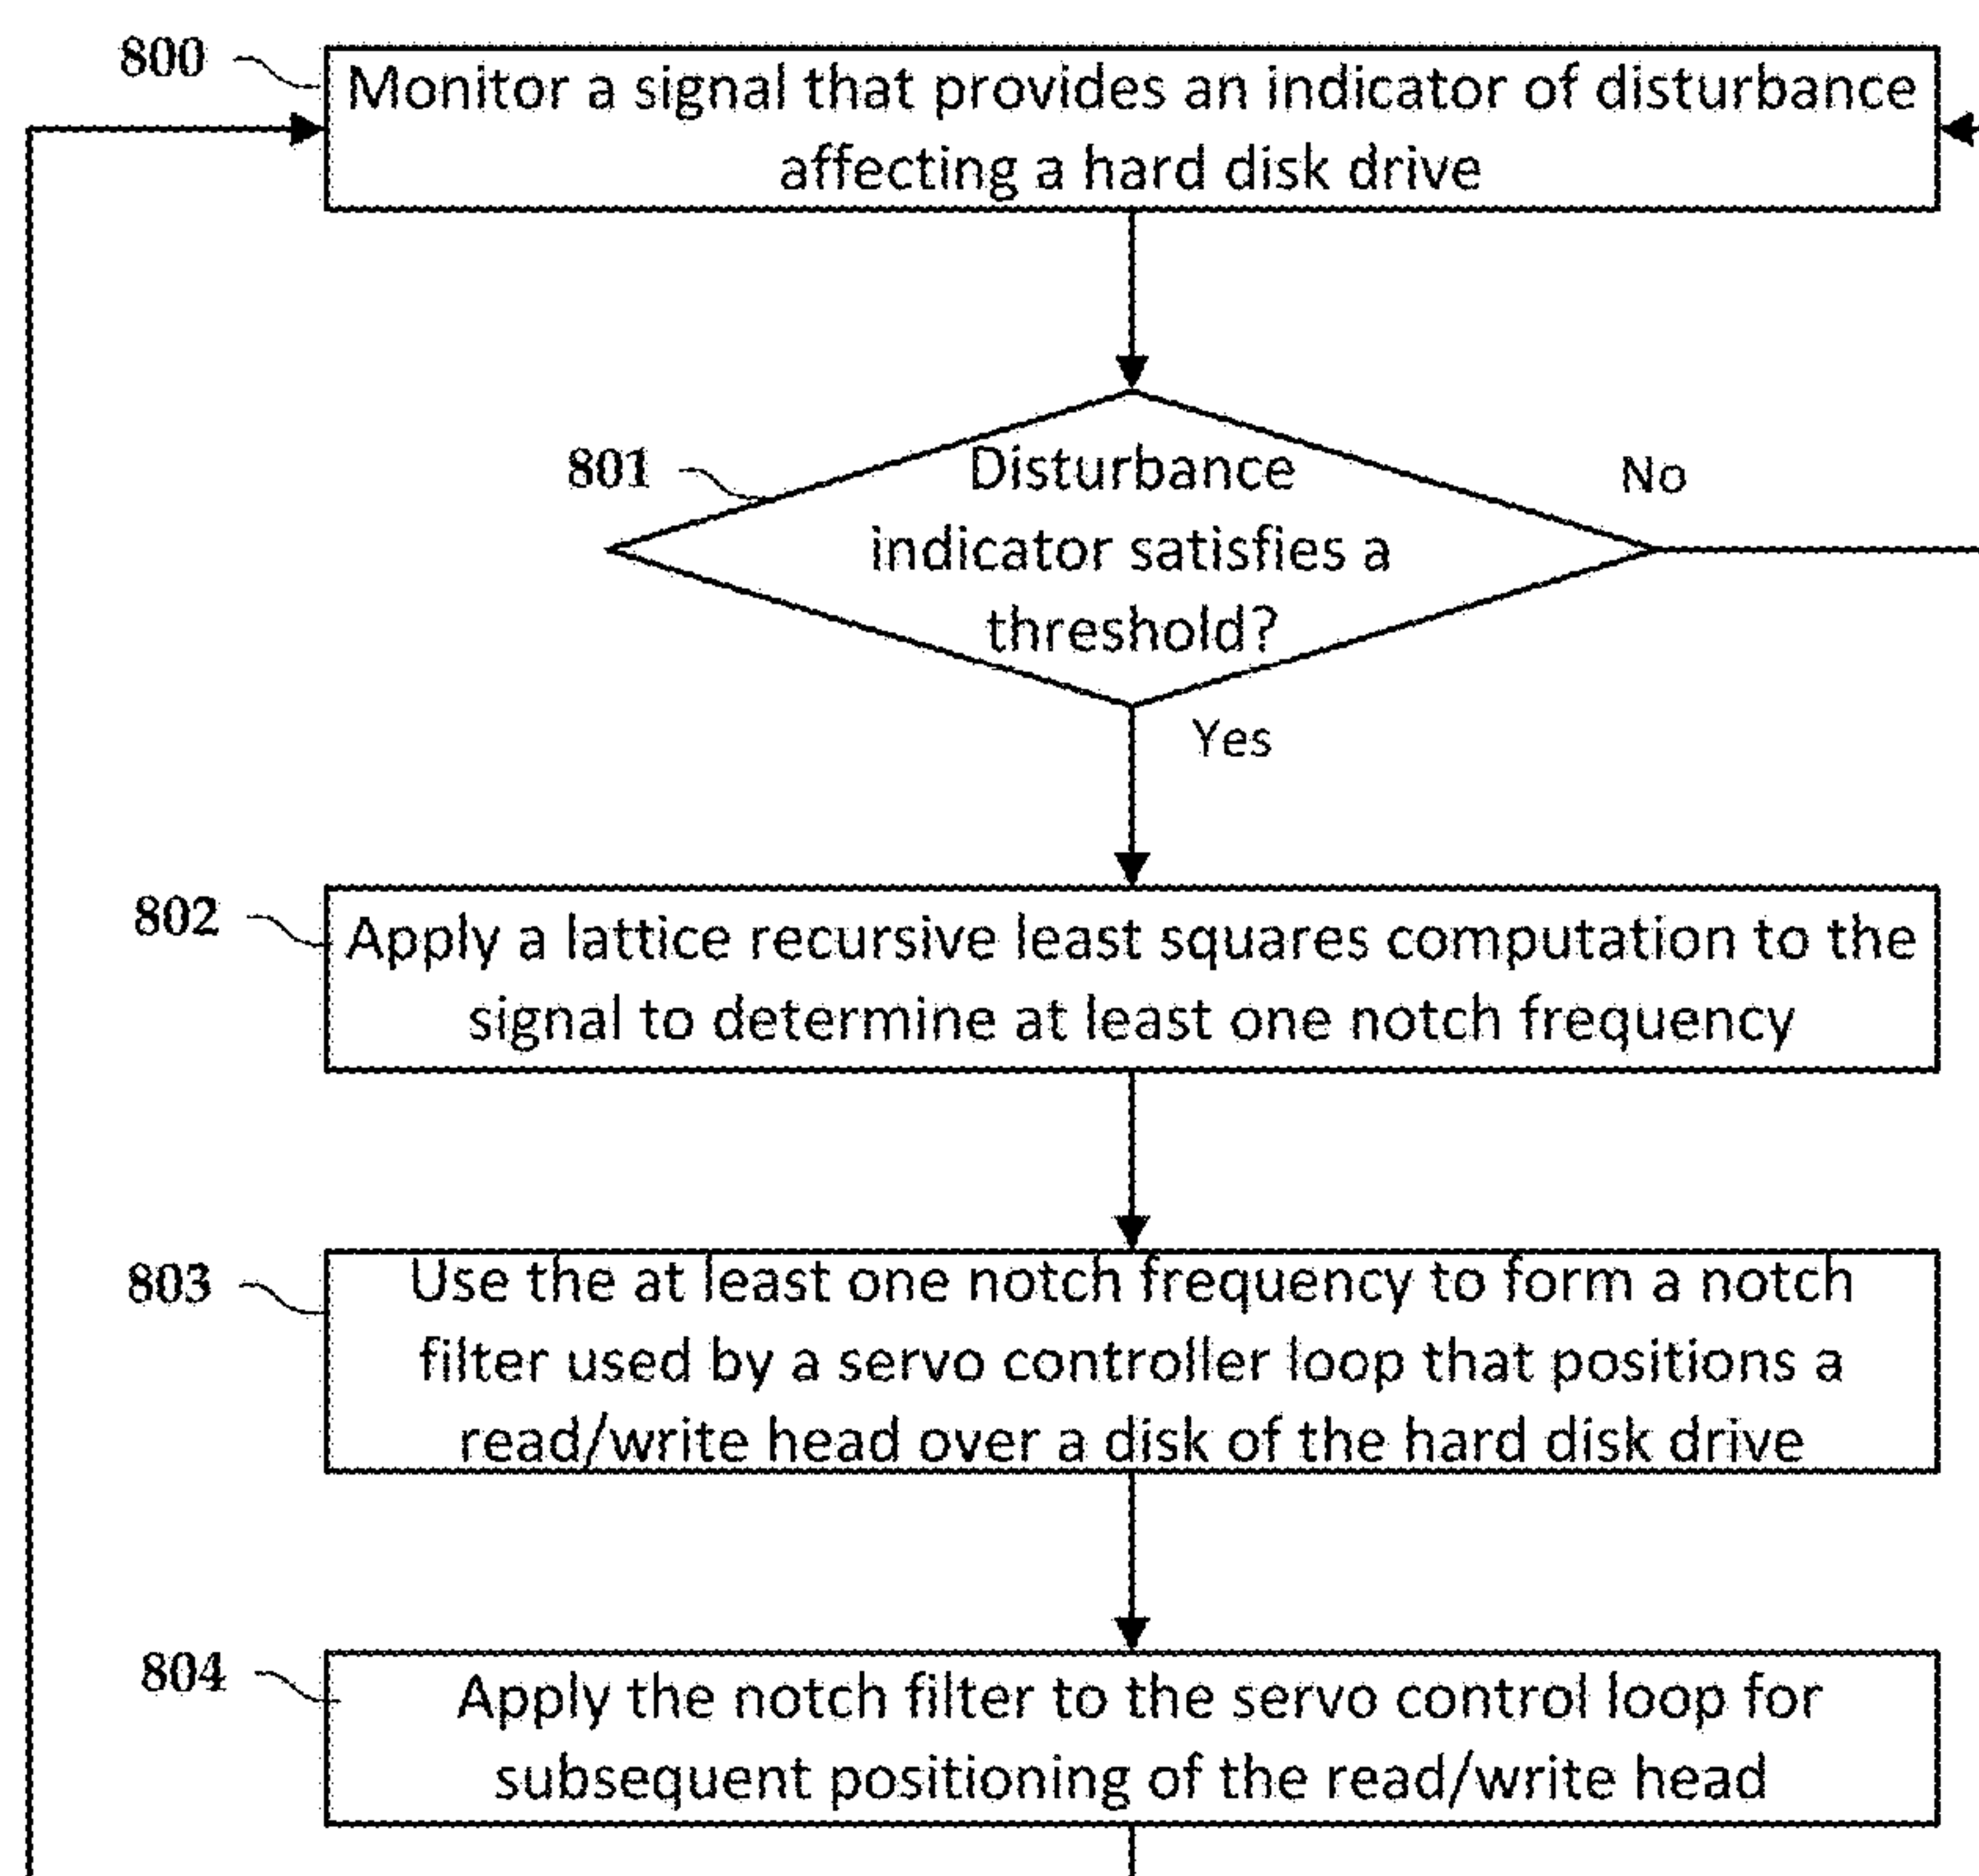 800
Monitor a signal that provides an indicator of disturbance
affecting a hard disk drive
801
Disturbance
indicator satisfies a
threshold?
No
Yes
802
Apply a lattice recursive least squares computation to the
signal to determine at least one notch frequency
803
Use the at least one notch frequency to form a notch
filter used by a servo controller loop that positions a
read/write head over a disk of the hard disk drive
804
Apply the notch filter to the servo control loop for
subsequent positioning of the read/write head